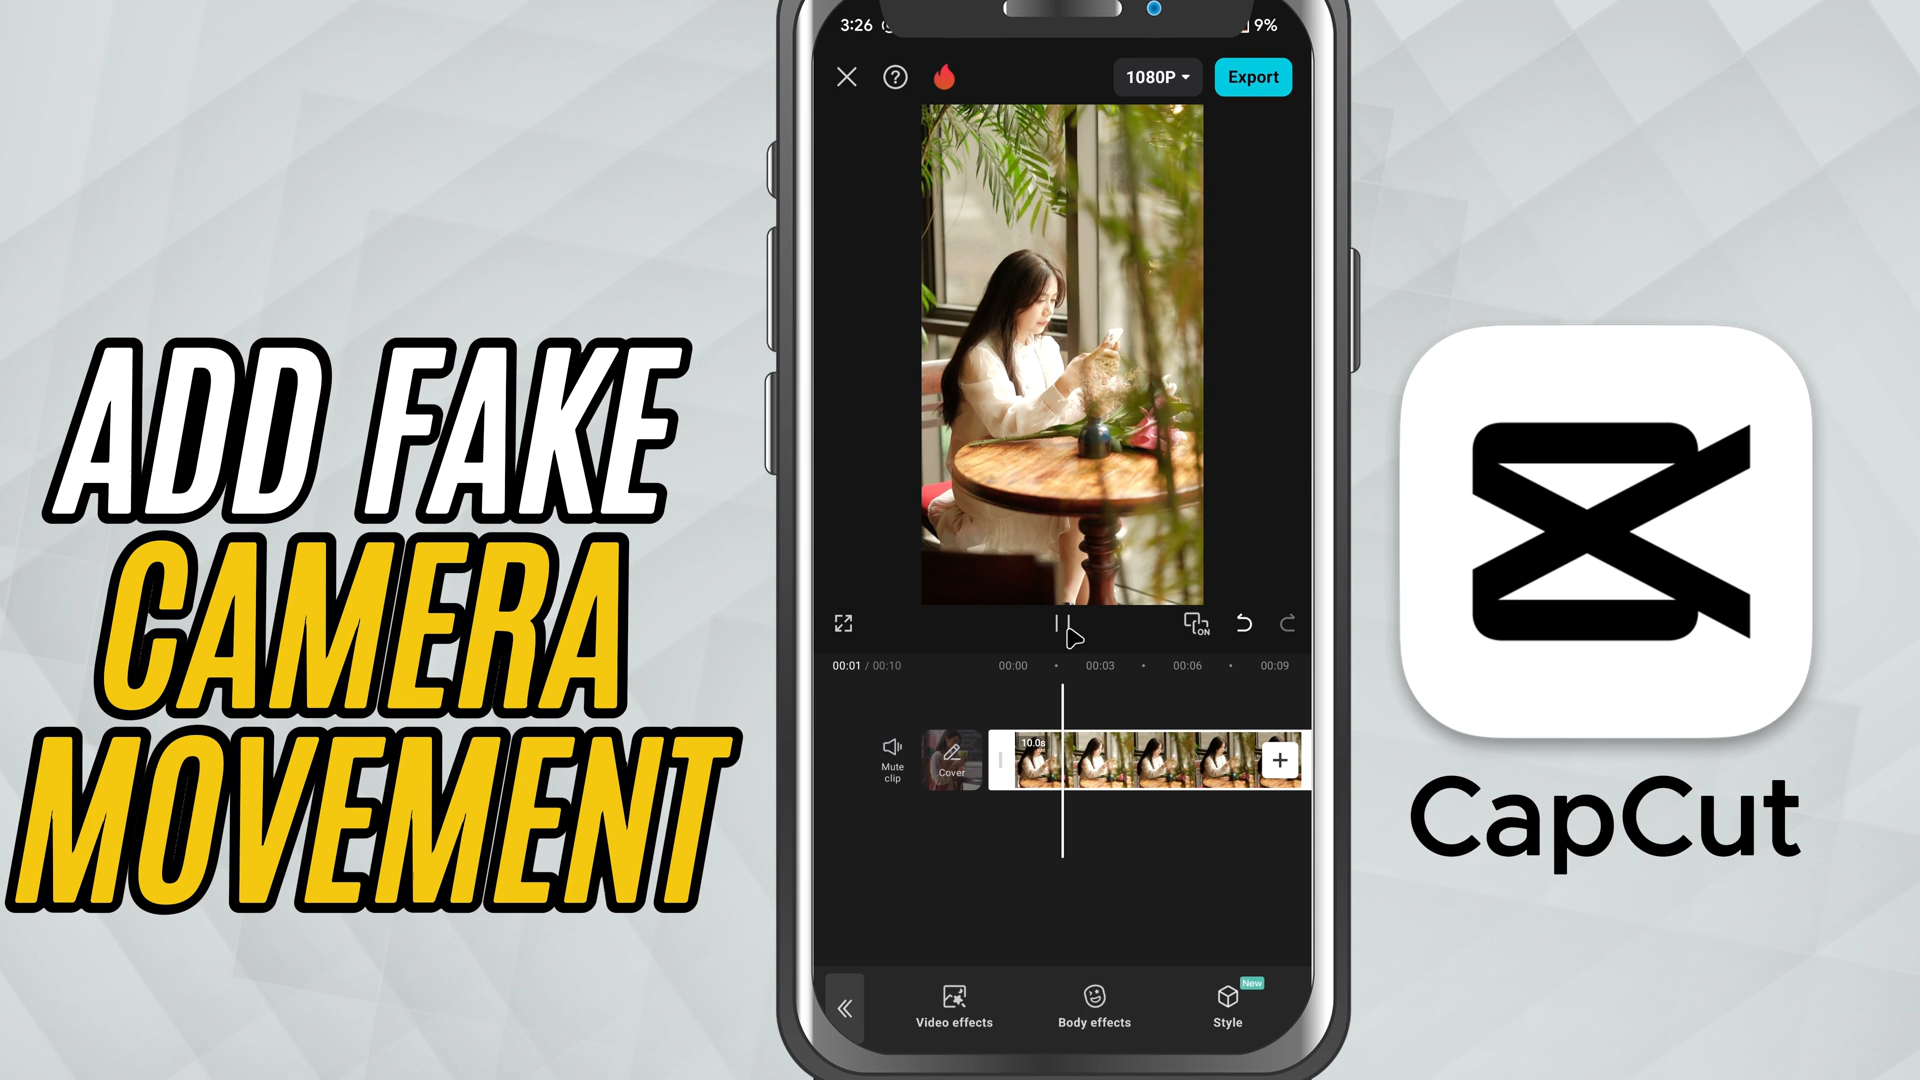 ADD FAKE
CAMERA
MOVEMENT
3:26
9%
1080P
Export
ON
00:01 / 00:10
00:00
00:03
00:06
00:09
Mute
clip
Cover
10.0s
Video effects
Body effects
Style
New
CapCut